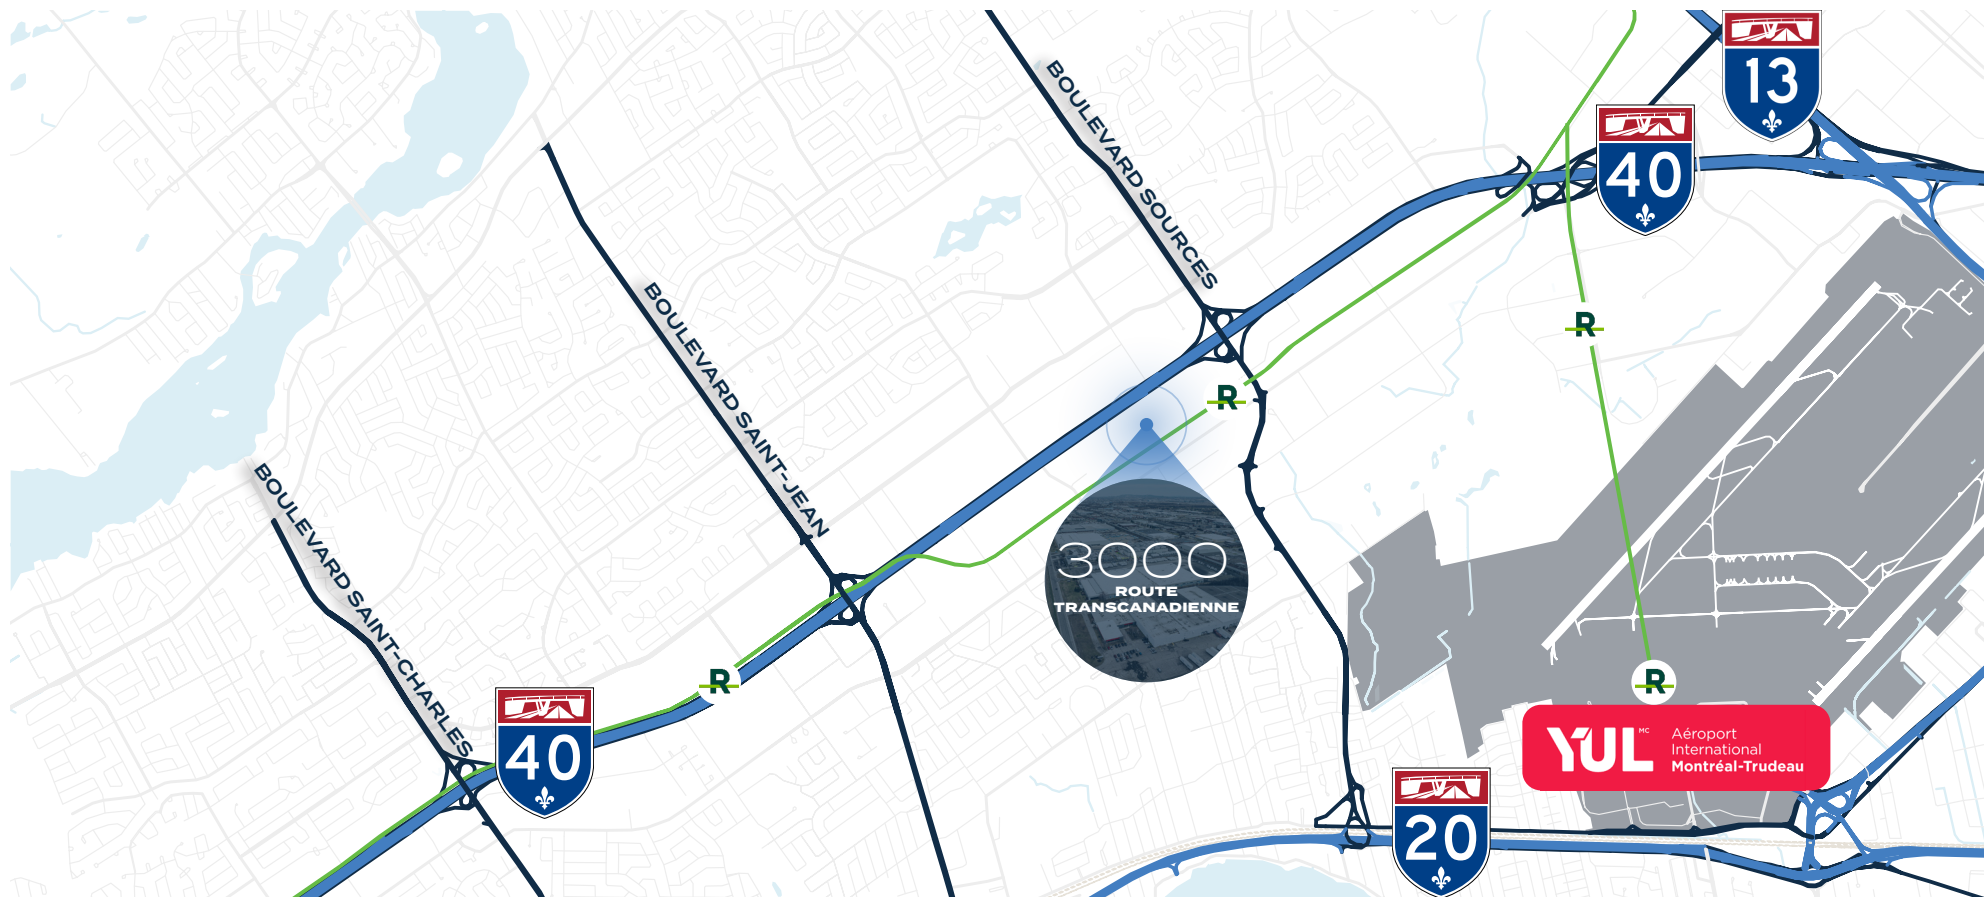 13
40
BOULEVARD SOURCES
BOULEVARD SAINT-JEAN
R
R
BOULEVARD SAINT-CHARLES
3000
ROUTE
TRANSCANADIENNE
R
R
40
YUL MC
Aéroport
International
Montréal-Trudeau
20